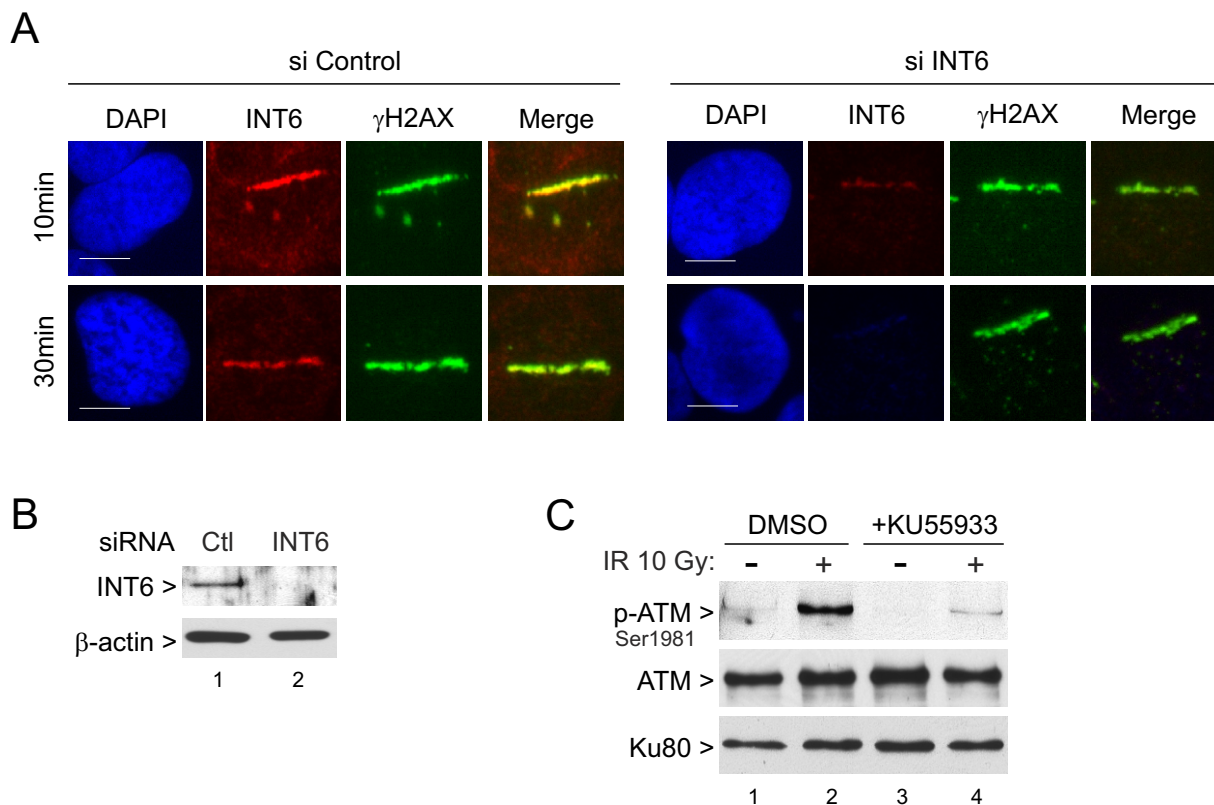 A
si Control
si INT6
DAPI INT6 γH2AX Merge
DAPI INT6 γH2AX Merge
10min
30min
B
siRNA Ctl INT6
INT6 >
β-actin >
1 2
C
DMSO +KU55933
IR 10 Gy: - + - +
p-ATM >
Ser1981
ATM >
Ku80 >
1 2 3 4